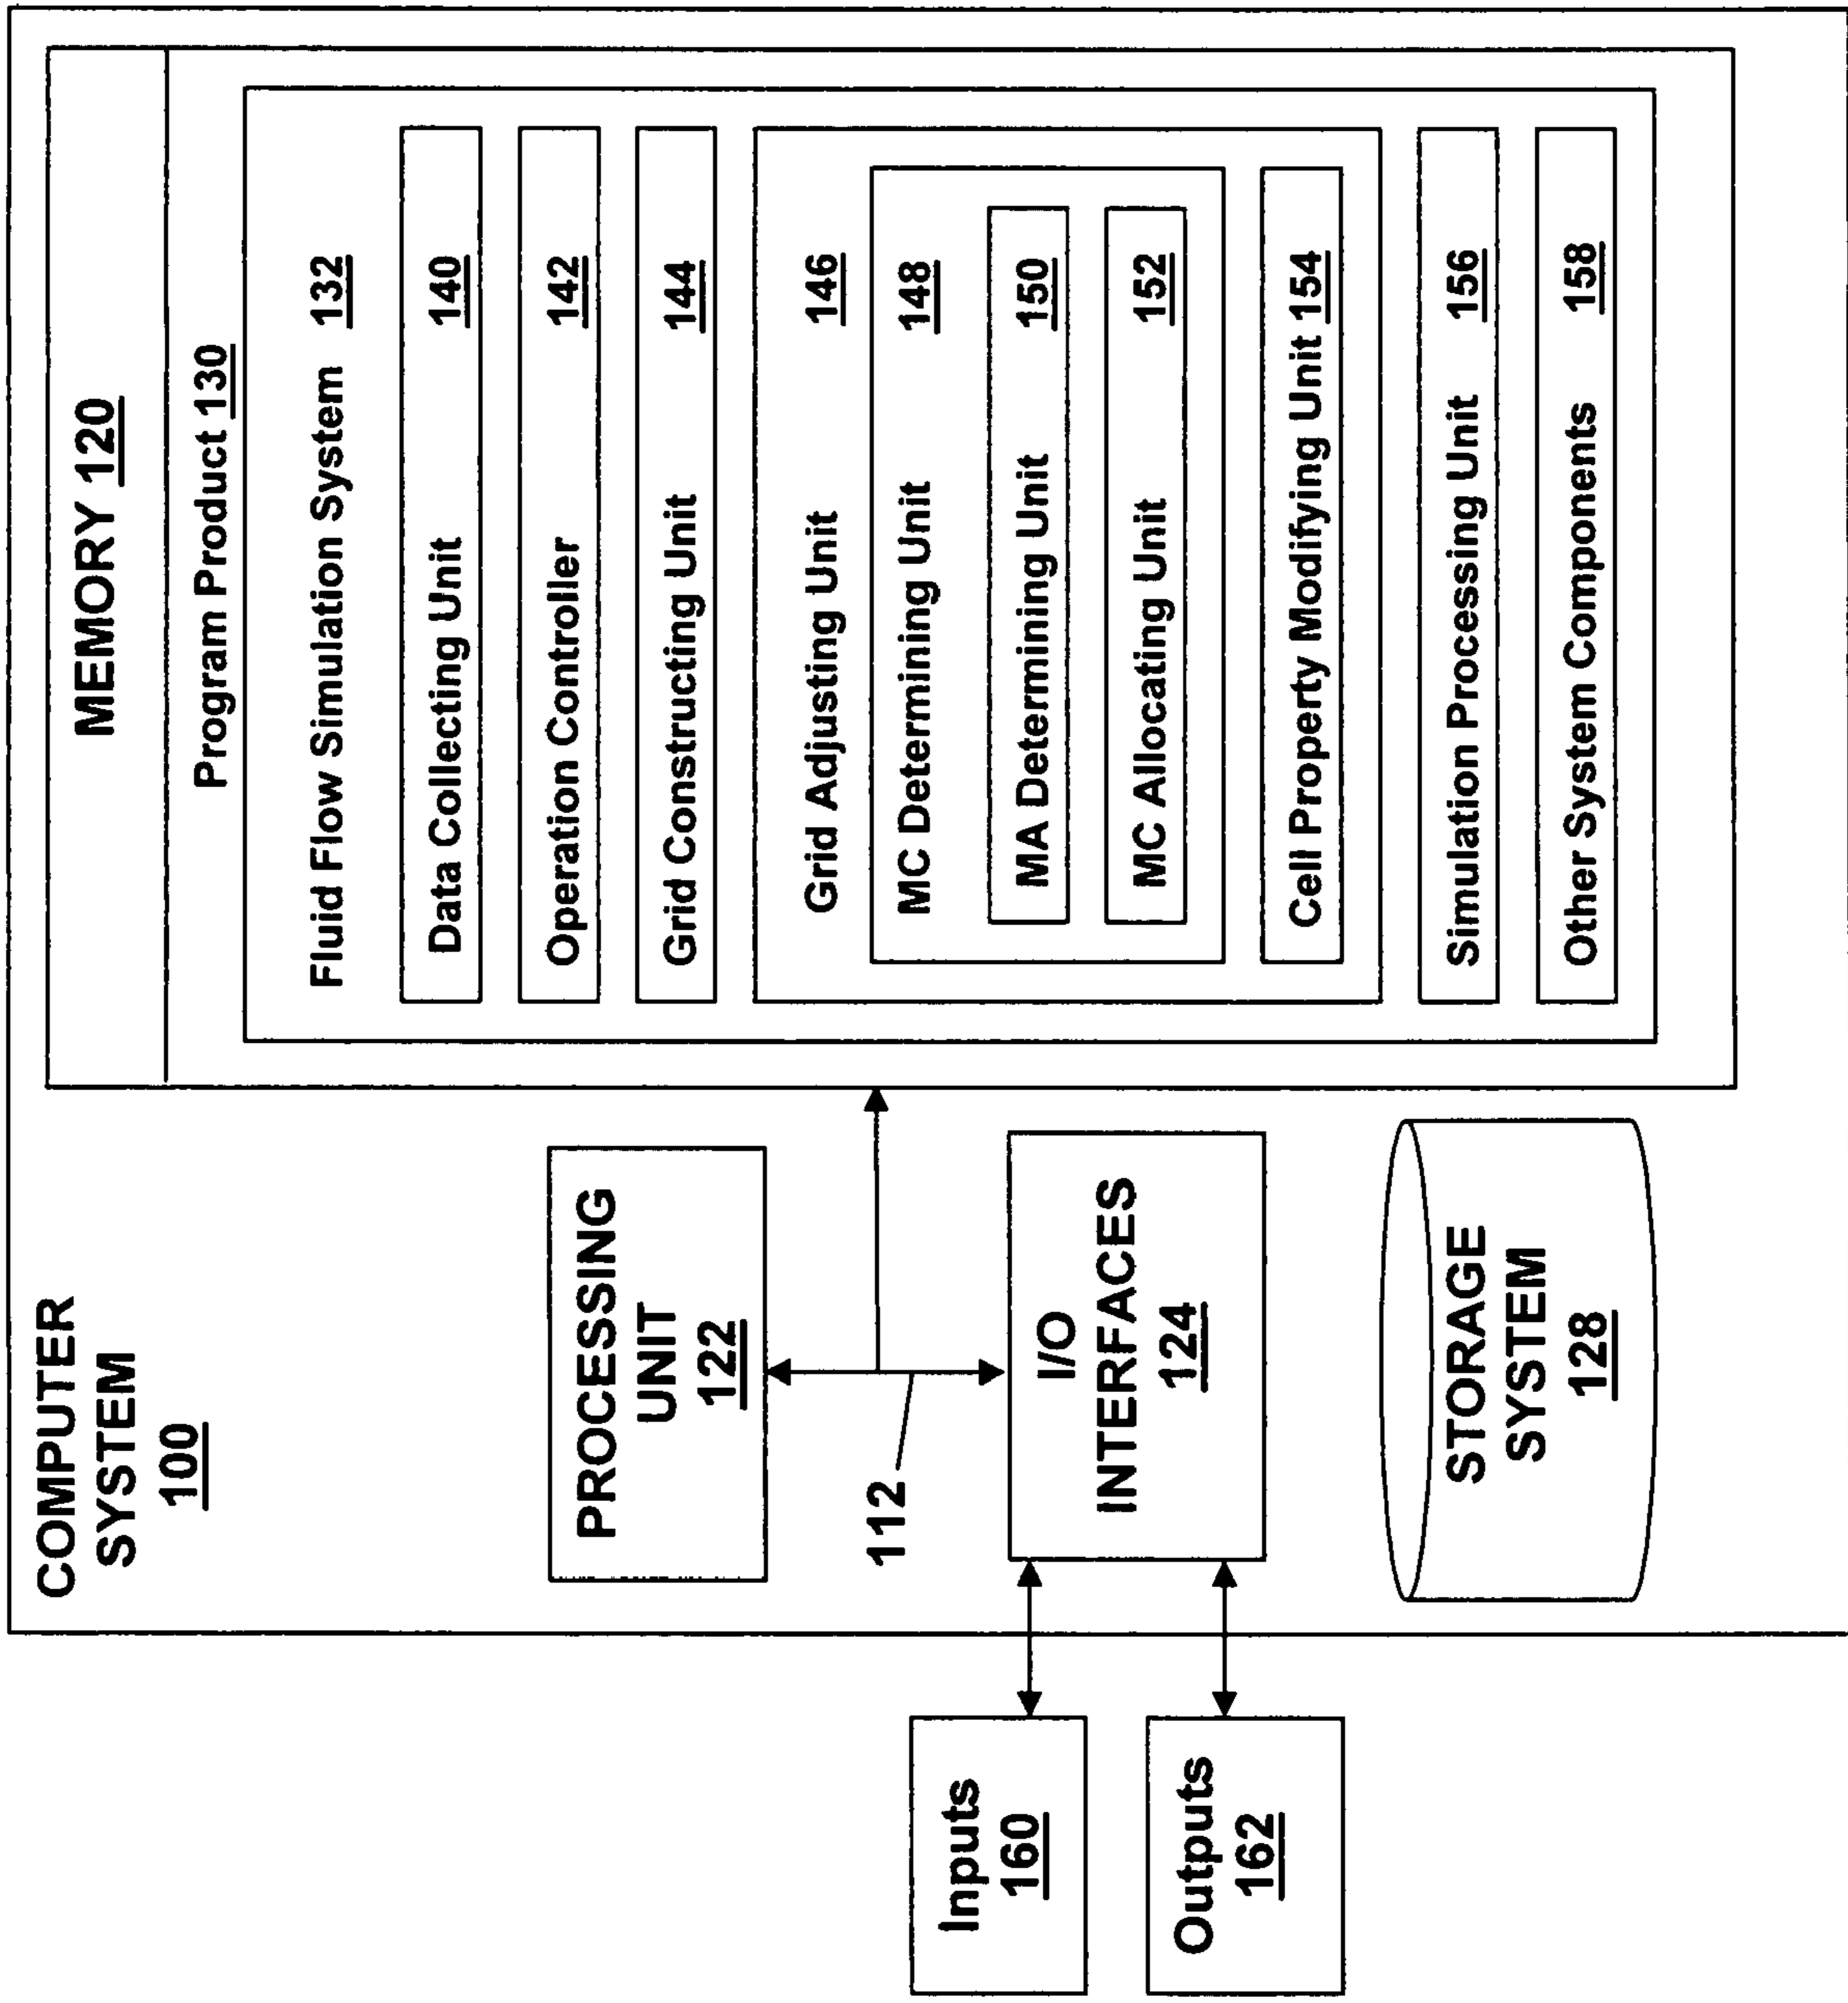 COMPUTER
SYSTEM
100
MEMORY 120
Program Product 130
Fluid Flow Simulation System 132
Data Collecting Unit 140
Operation Controller 142
Grid Constructing Unit 144
Grid Adjusting Unit 146
MC Determining Unit 148
MA Determining Unit 150
MC Allocating Unit 152
Cell Property Modifying Unit 154
Simulation Processing Unit 156
Other System Components 158
PROCESSING
UNIT
122
112
I/O
INTERFACES
124
STORAGE
SYSTEM
128
Inputs
160
Outputs
162